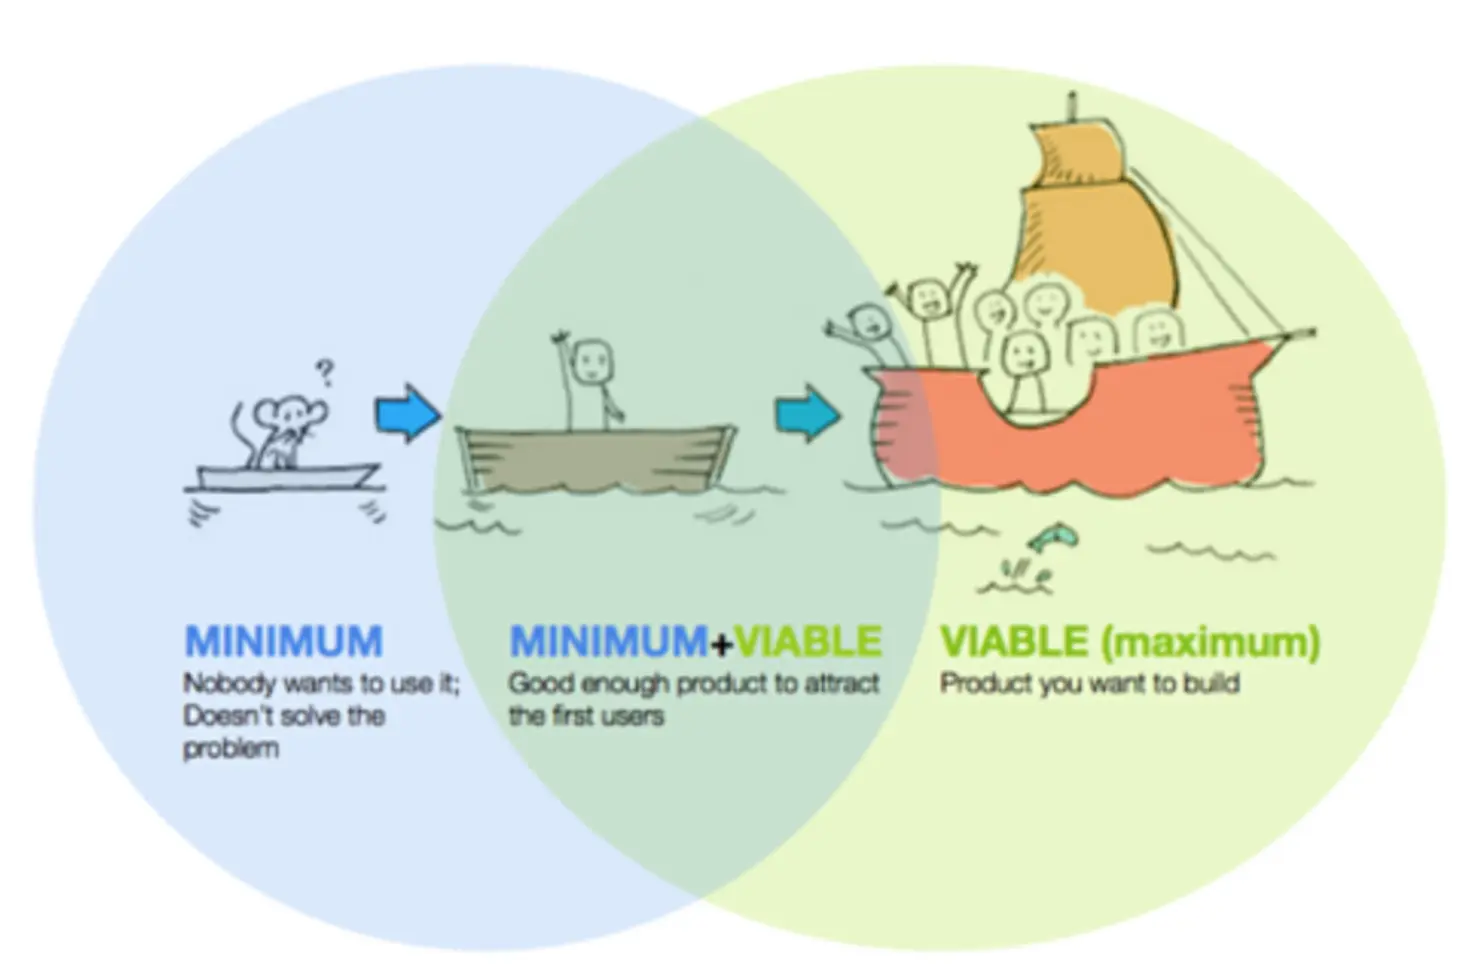 ?
MINIMUM
Nobody wants to use it;
Doesn't solve the
problem
MINIMUM+VIABLE
Good enough product to attract
the first users
VIABLE (maximum)
Product you want to build